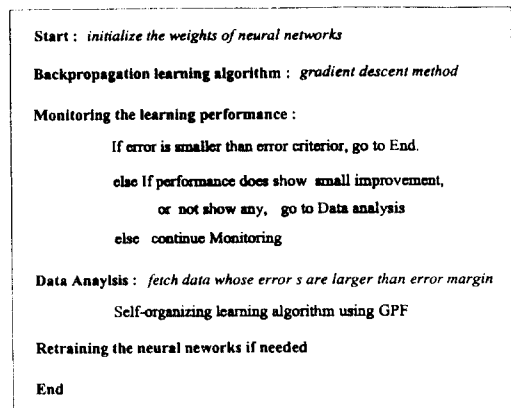 Start : initialize the weights of neural networks
Backpropagation learning algorithm : gradient descent method
Monitoring the learning performance :
If error is smaller than error criterior, go to End.
else If performance does show small improvement,
or not show any, go to Data analysis
else continue Monitoring
Data Anaylsis : fetch data whose error s are larger than error margin
Self-organizing learning algorithm using GPF
Retraining the neural neworks if needed
End